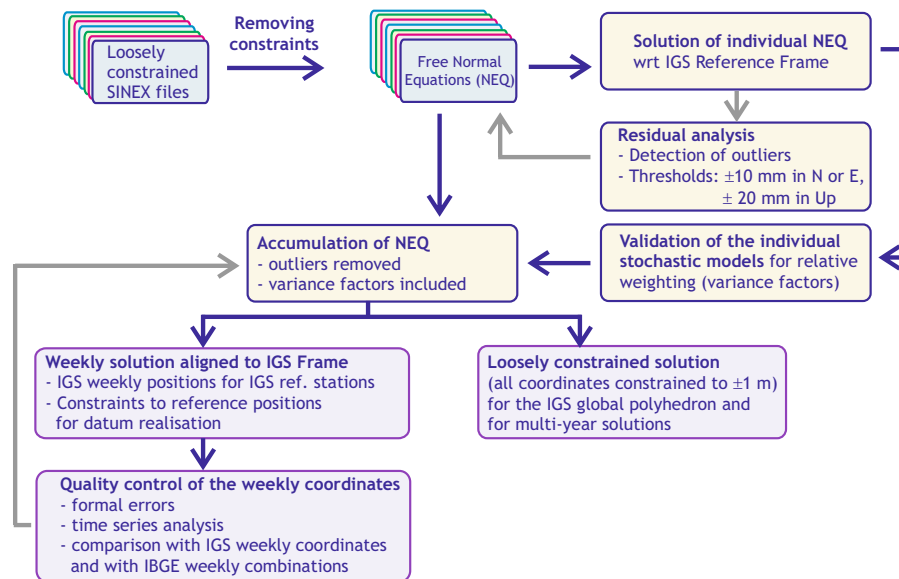 Removing
constraints
Loosely
constrained
SINEX files
Free Normal
Equations (NEQ)
Solution of individual NEQ
wrt IGS Reference Frame
Residual analysis
- Detection of outliers
- Thresholds: ±10 mm in N or E,
± 20 mm in Up
Accumulation of NEQ
- outliers removed
- variance factors included
Validation of the individual
stochastic models for relative
weighting (variance factors)
Weekly solution aligned to IGS Frame
- IGS weekly positions for IGS ref. stations
- Constraints to reference positions
for datum realisation
Loosely constrained solution
(all coordinates constrained to ±1 m)
for the IGS global polyhedron and
for multi-year solutions
Quality control of the weekly coordinates
- formal errors
- time series analysis
- comparison with IGS weekly coordinates
and with IBGE weekly combinations